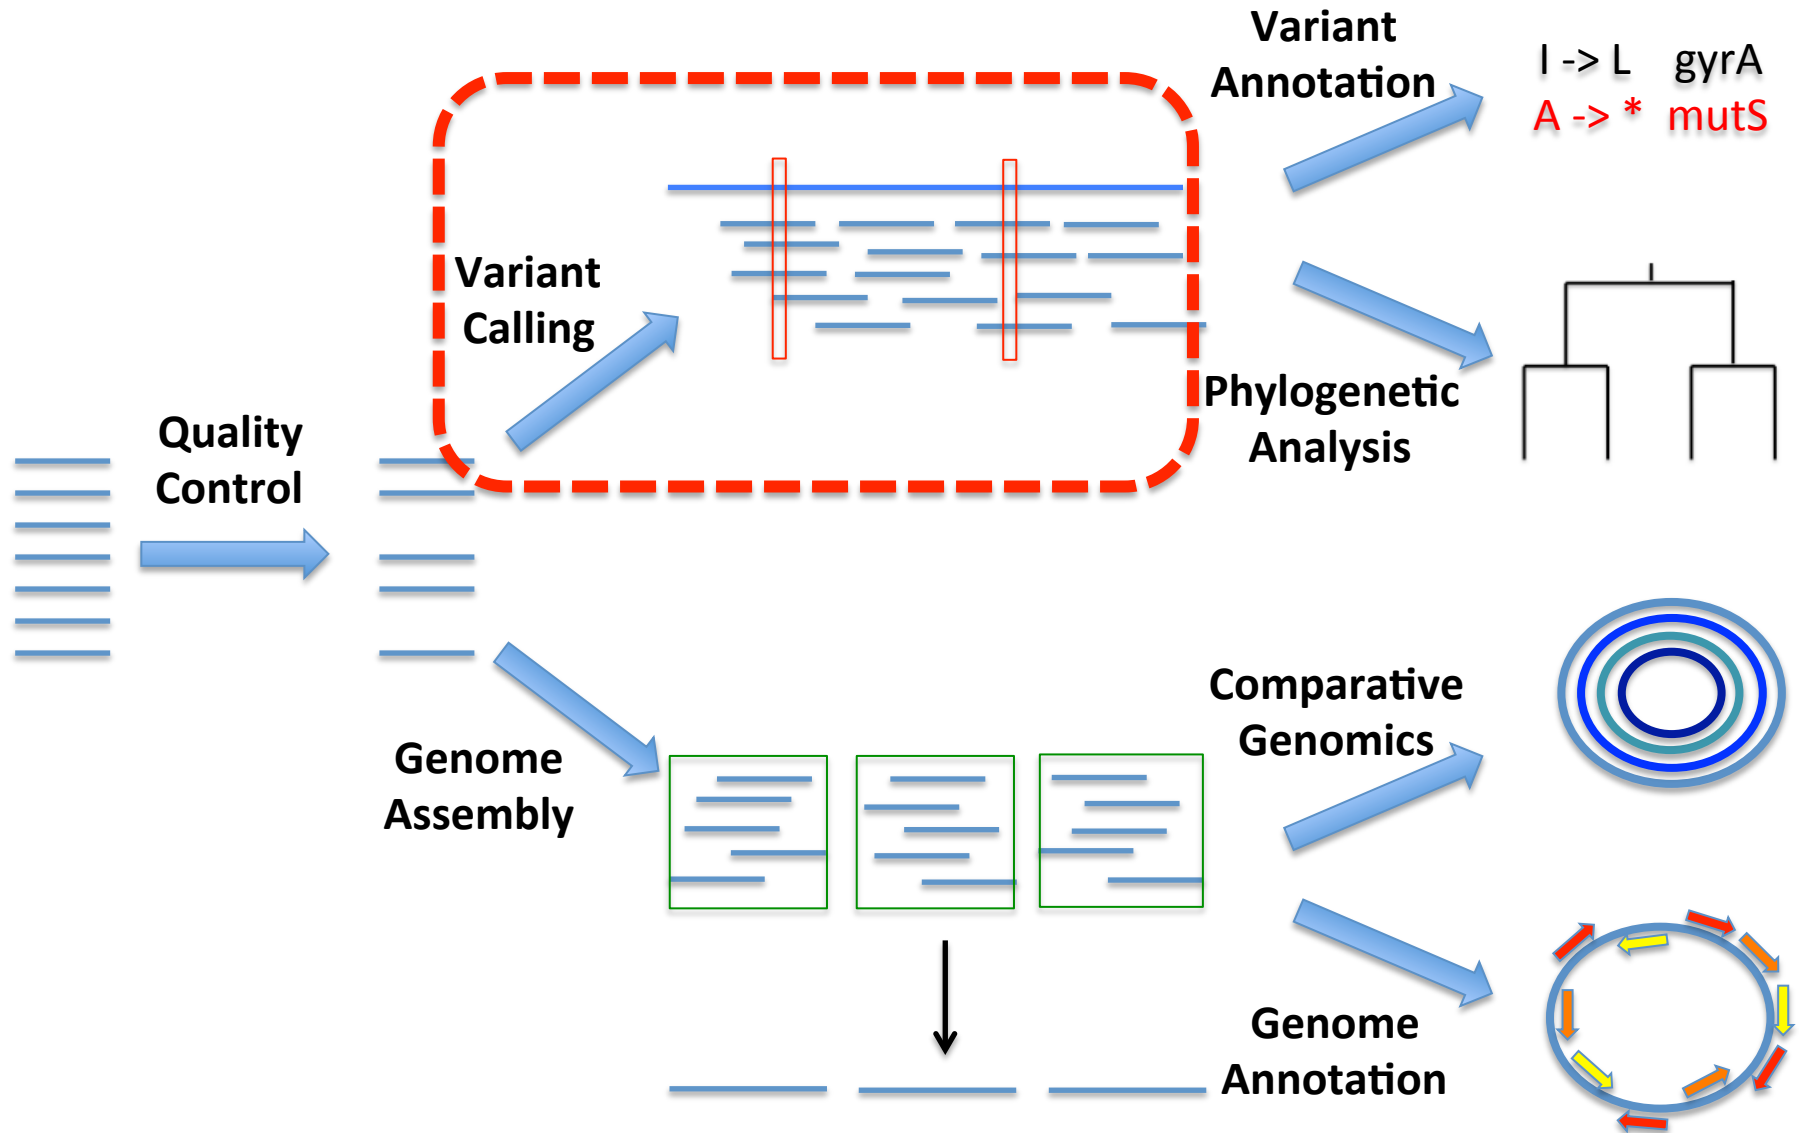 Variant
Annotation
I -> L gyrA
A -> * mutS
Variant
Calling
Phylogenetic
Analysis
Quality
Control
Comparative
Genomics
Genome
Assembly
Genome
Annotation